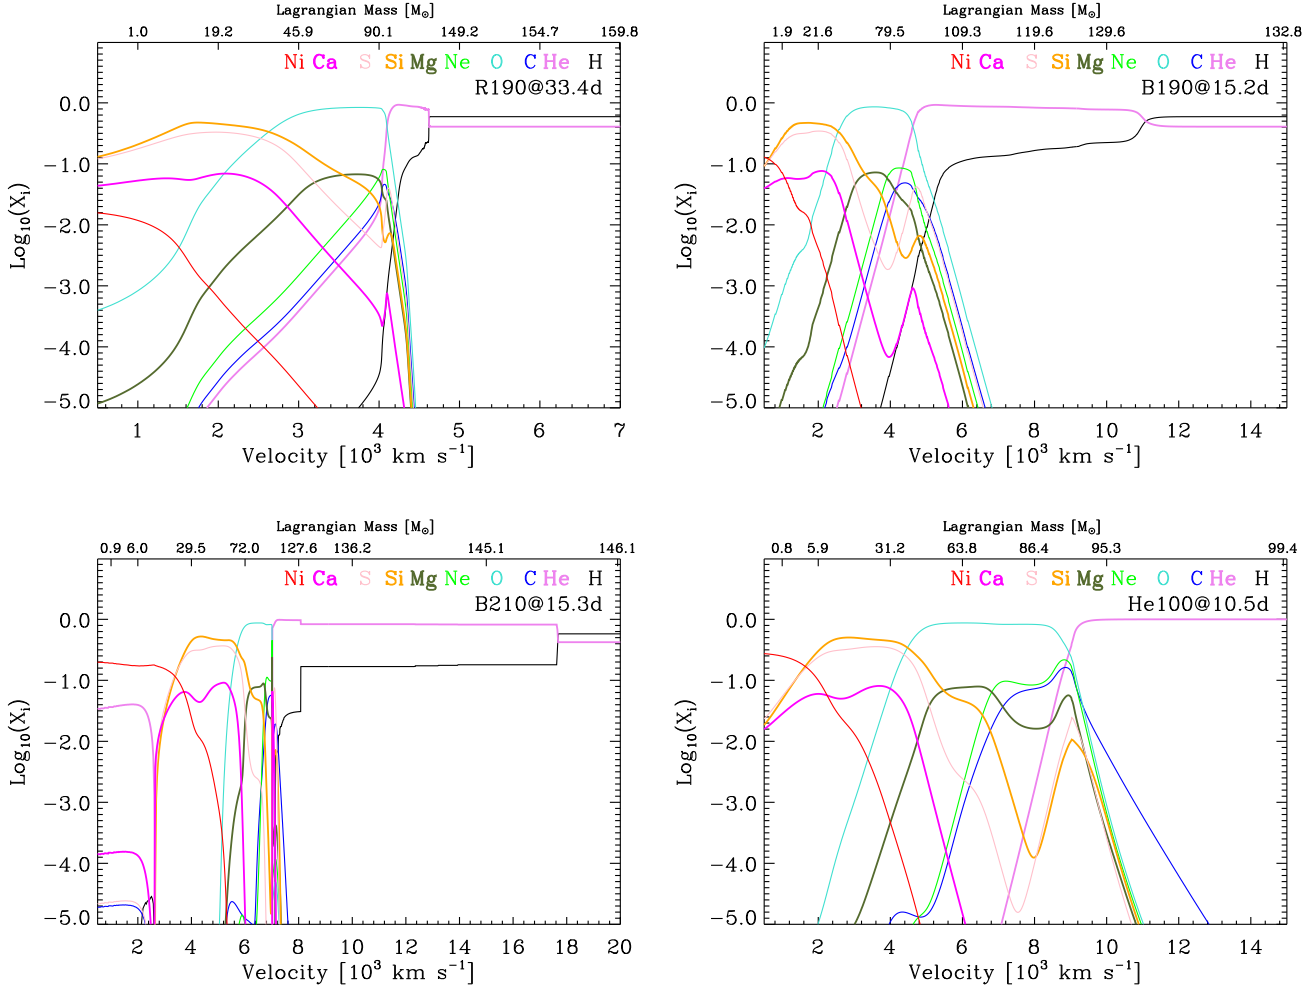 Lagrangian Mass [M☉]
1.0 19.2 45.9 90.1 149.2 154.7 159.8
Ni Ca S Si Mg Ne O C He H
R190@33.4d
0.0
−1.0
−2.0
−3.0
−4.0
−5.0
Log10(Xi)
1 2 3 4 5 6 7
Velocity [10³ km s⁻¹]
Lagrangian Mass [M☉]
1.9 21.6 79.5 109.3 119.6 129.6 132.8
Ni Ca S Si Mg Ne O C He H
B190@15.2d
0.0
−1.0
−2.0
−3.0
−4.0
−5.0
Log10(Xi)
2 4 6 8 10 12 14
Velocity [10³ km s⁻¹]
Lagrangian Mass [M☉]
0.9 6.0 29.5 72.0 127.6 136.2 145.1 146.1
Ni Ca S Si Mg Ne O C He H
B210@15.3d
0.0
−1.0
−2.0
−3.0
−4.0
−5.0
Log10(Xi)
2 4 6 8 10 12 14 16 18 20
Velocity [10³ km s⁻¹]
Lagrangian Mass [M☉]
0.8 5.9 31.2 63.8 86.4 95.3 99.4
Ni Ca S Si Mg Ne O C He H
He100@10.5d
0.0
−1.0
−2.0
−3.0
−4.0
−5.0
Log10(Xi)
2 4 6 8 10 12 14
Velocity [10³ km s⁻¹]